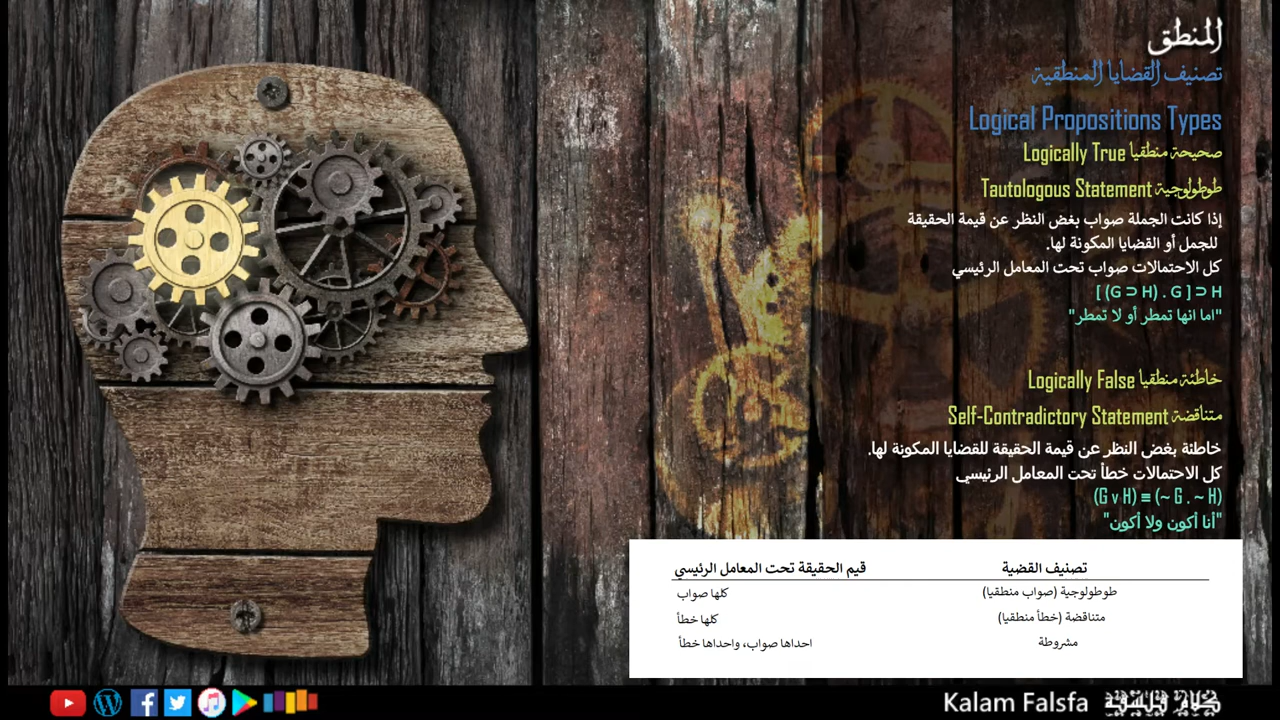 المنطق
تصنيف القضايا المنطقية
Logical Propositions Types
صحيحة منطقيا Logically True
طوطولوجية Tautologous Statement
إذا كانت الجملة صواب بغض النظر عن قيمة الحقيقة
للجمل أو القضايا المكونة لها.
كل الاحتمالات صواب تحت المعامل الرئيسي
[ (G ⊃ H) . G ] ⊃ H
"اما انها تمطر أو لا تمطر"
خاطئة منطقيا Logically False
متناقضة Self-Contradictory Statement
خاطئة بغض النظر عن قيمة الحقيقة للقضايا المكونة لها.
كل الاحتمالات خطأ تحت المعامل الرئيسي
(G v H) ≡ (~ G . ~ H)
"أنا أكون ولا أكون"
تصنيف القضية قيم الحقيقة تحت المعامل الرئيسي
طوطولوجية (صواب منطقيا) كلها صواب
متناقضة (خطأ منطقيا) كلها خطأ
مشروطة احداها صواب، واحداها خطأ
Kalam Falsfa كلام فلسفة